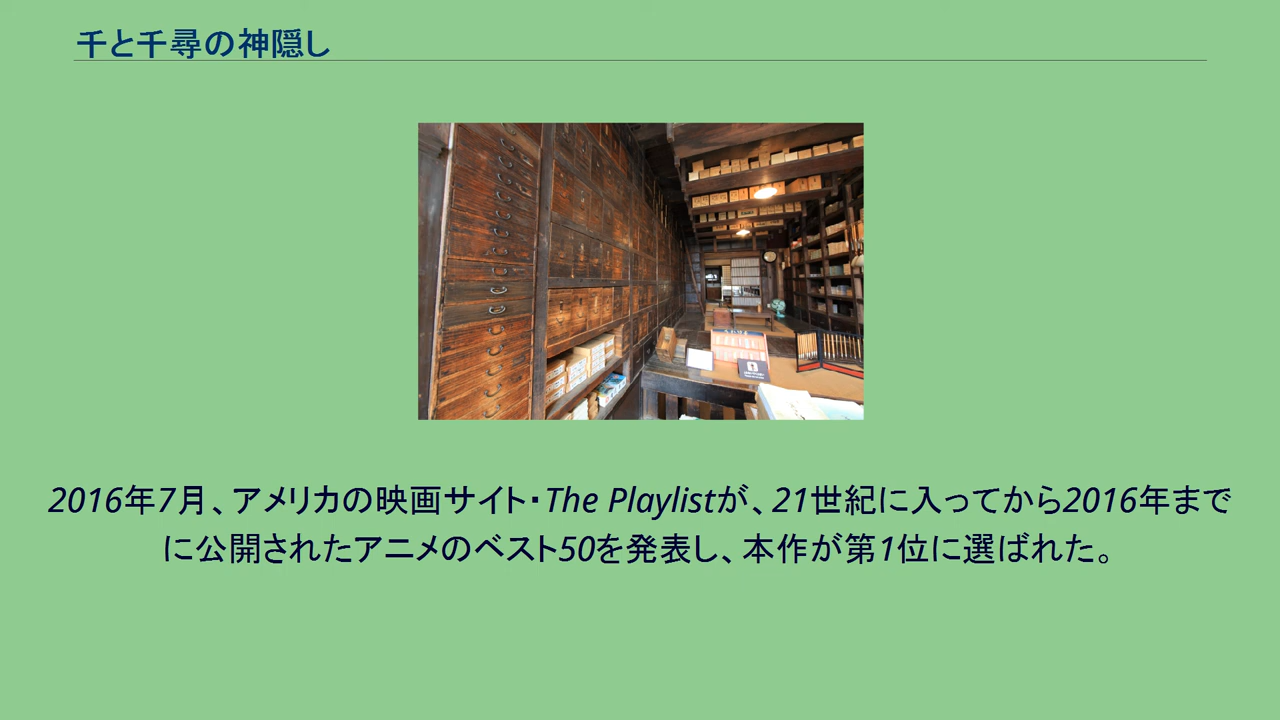 千と千尋の神隠し
2016年7月、アメリカの映画サイト・The Playlistが、21世紀に入ってから2016年まで
に公開されたアニメのベスト50を発表し、本作が第1位に選ばれた。